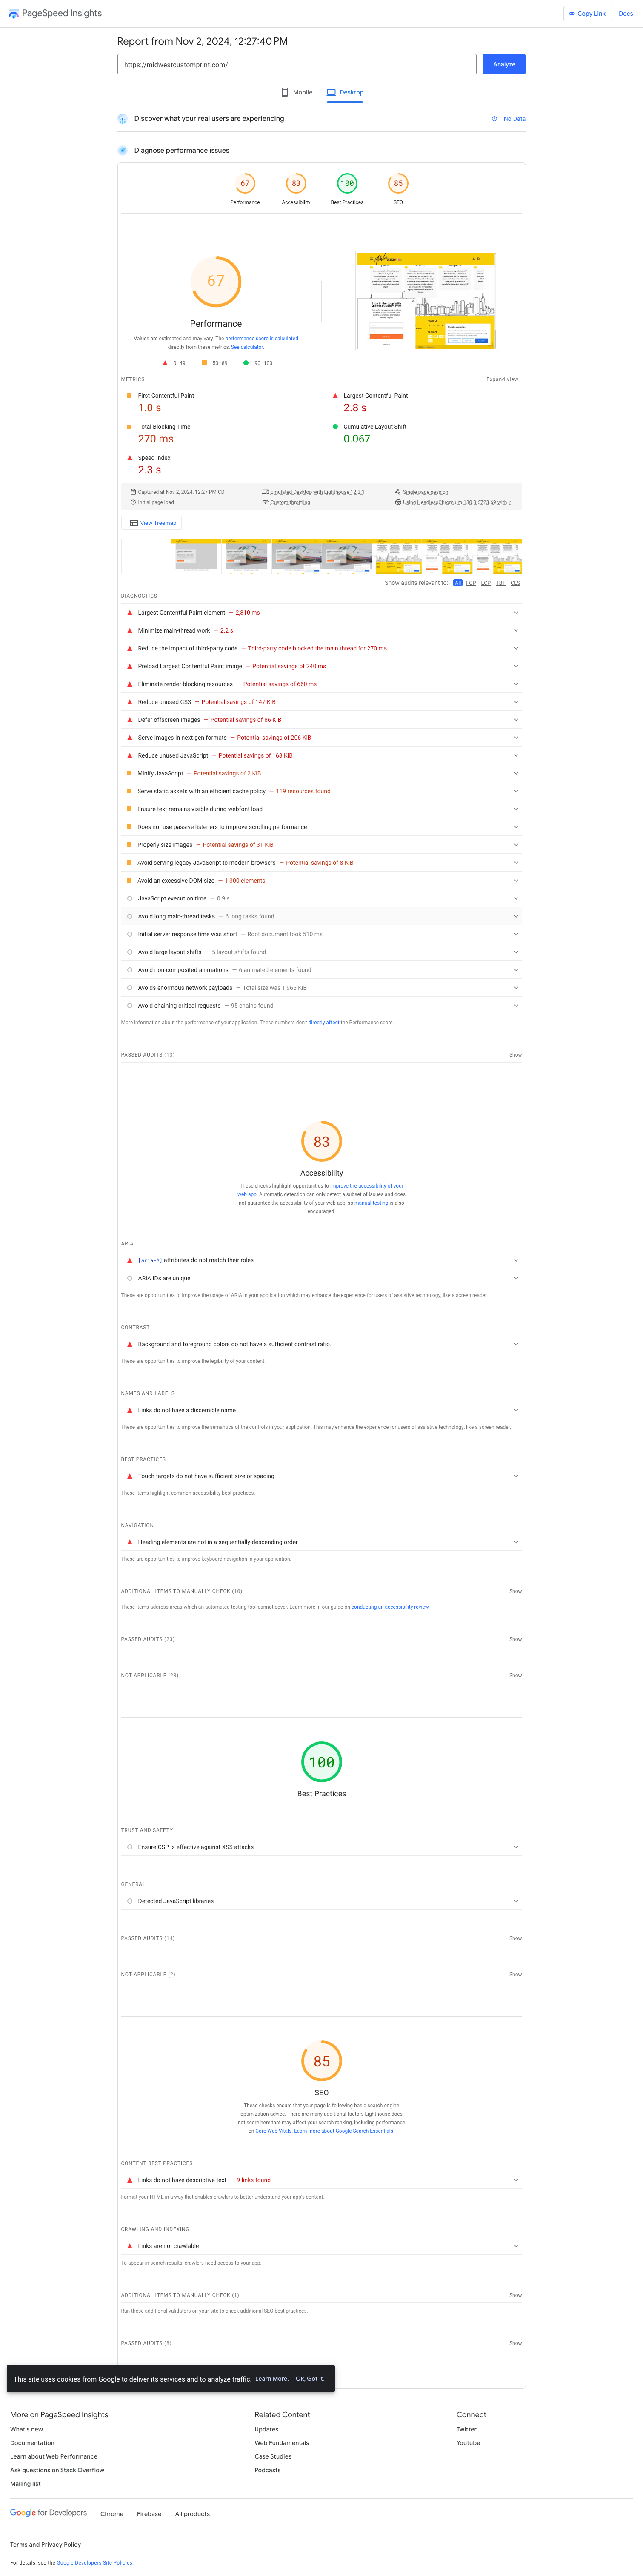 PageSpeed Insights
Copy Link
Docs
Report from Nov 2, 2024, 12:27:40 PM
https://midwestcustomprint.com/
Analyze
Mobile
Desktop
Discover what your real users are experiencing
No Data
Diagnose performance issues
67
83
100
85
Performance
Accessibility
Best Practices
SEO
67
Performance
Values are estimated and may vary. The performance score is calculated
directly from these metrics. See calculator.
0–49
50–89
90–100
METRICS
Expand view
First Contentful Paint
1.0 s
Largest Contentful Paint
2.8 s
Total Blocking Time
270 ms
Cumulative Layout Shift
0.067
Speed Index
2.3 s
Captured at Nov 2, 2024, 12:27 PM CDT
Emulated Desktop with Lighthouse 12.2.1
Single page session
Initial page load
Custom throttling
Using HeadlessChromium 130.0.6723.69 with lr
View Treemap
Show audits relevant to: All FCP LCP TBT CLS
DIAGNOSTICS
Largest Contentful Paint element — 2,810 ms
Minimize main-thread work — 2.2 s
Reduce the impact of third-party code — Third-party code blocked the main thread for 270 ms
Preload Largest Contentful Paint image — Potential savings of 240 ms
Eliminate render-blocking resources — Potential savings of 660 ms
Reduce unused CSS — Potential savings of 147 KiB
Defer offscreen images — Potential savings of 86 KiB
Serve images in next-gen formats — Potential savings of 206 KiB
Reduce unused JavaScript — Potential savings of 163 KiB
Minify JavaScript — Potential savings of 2 KiB
Serve static assets with an efficient cache policy — 119 resources found
Ensure text remains visible during webfont load
Does not use passive listeners to improve scrolling performance
Properly size images — Potential savings of 31 KiB
Avoid serving legacy JavaScript to modern browsers — Potential savings of 8 KiB
Avoid an excessive DOM size — 1,300 elements
JavaScript execution time — 0.9 s
Avoid long main-thread tasks — 6 long tasks found
Initial server response time was short — Root document took 510 ms
Avoid large layout shifts — 5 layout shifts found
Avoid non-composited animations — 6 animated elements found
Avoids enormous network payloads — Total size was 1,966 KiB
Avoid chaining critical requests — 95 chains found
More information about the performance of your application. These numbers don't directly affect the Performance score.
PASSED AUDITS (13)
Show
83
Accessibility
These checks highlight opportunities to improve the accessibility of your
web app. Automatic detection can only detect a subset of issues and does
not guarantee the accessibility of your web app, so manual testing is also
encouraged.
ARIA
[aria-*] attributes do not match their roles
ARIA IDs are unique
These are opportunities to improve the usage of ARIA in your application which may enhance the experience for users of assistive technology, like a screen reader.
CONTRAST
Background and foreground colors do not have a sufficient contrast ratio.
These are opportunities to improve the legibility of your content.
NAMES AND LABELS
Links do not have a discernible name
These are opportunities to improve the semantics of the controls in your application. This may enhance the experience for users of assistive technology, like a screen reader.
BEST PRACTICES
Touch targets do not have sufficient size or spacing.
These items highlight common accessibility best practices.
NAVIGATION
Heading elements are not in a sequentially-descending order
These are opportunities to improve keyboard navigation in your application.
ADDITIONAL ITEMS TO MANUALLY CHECK (10)
Show
These items address areas which an automated testing tool cannot cover. Learn more in our guide on conducting an accessibility review.
PASSED AUDITS (23)
Show
NOT APPLICABLE (28)
Show
100
Best Practices
TRUST AND SAFETY
Ensure CSP is effective against XSS attacks
GENERAL
Detected JavaScript libraries
PASSED AUDITS (14)
Show
NOT APPLICABLE (2)
Show
85
SEO
These checks ensure that your page is following basic search engine
optimization advice. There are many additional factors Lighthouse does
not score here that may affect your search ranking, including performance
on Core Web Vitals. Learn more about Google Search Essentials.
CONTENT BEST PRACTICES
Links do not have descriptive text — 9 links found
Format your HTML in a way that enables crawlers to better understand your app's content.
CRAWLING AND INDEXING
Links are not crawlable
To appear in search results, crawlers need access to your app.
ADDITIONAL ITEMS TO MANUALLY CHECK (1)
Show
Run these additional validators on your site to check additional SEO best practices.
PASSED AUDITS (8)
Show
This site uses cookies from Google to deliver its services and to analyze traffic. Learn More. Ok, Got it.
More on PageSpeed Insights
What's new
Documentation
Learn about Web Performance
Ask questions on Stack Overflow
Mailing list
Related Content
Updates
Web Fundamentals
Case Studies
Podcasts
Connect
Twitter
Youtube
Google for Developers
Chrome
Firebase
All products
Terms and Privacy Policy
For details, see the Google Developers Site Policies.